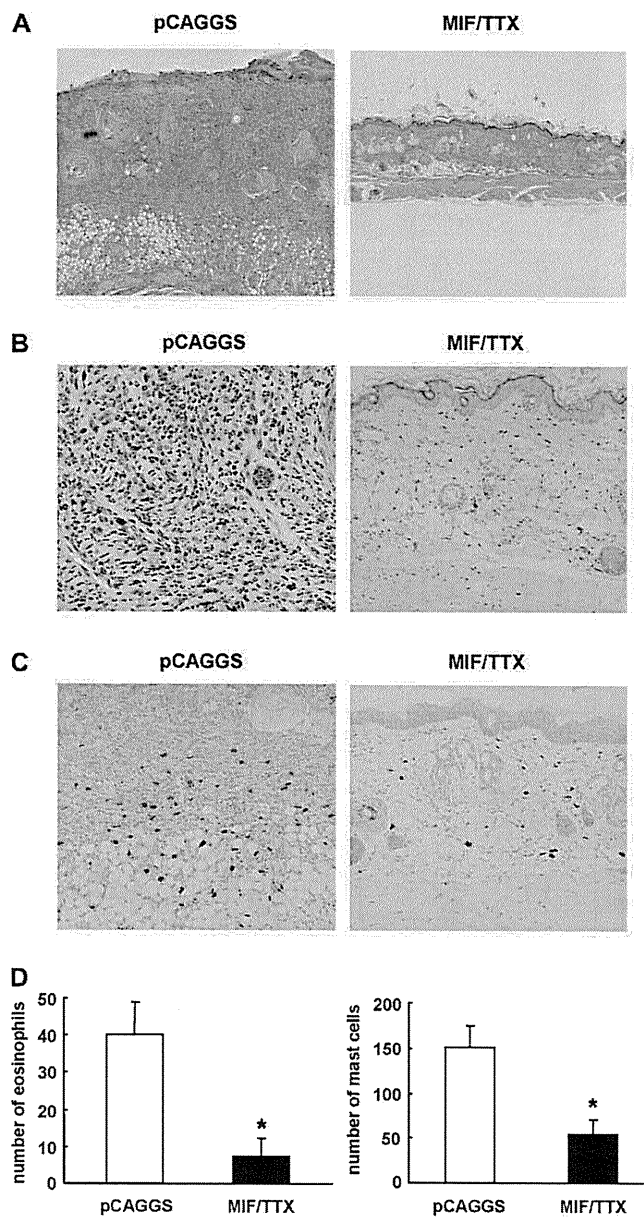 A
pCAGGS MIF/TTX
B
pCAGGS MIF/TTX
C
pCAGGS MIF/TTX
D
number of eosinophils
50
40
30
20
10
0
*
pCAGGS MIF/TTX
number of mast cells
200
150
100
50
0
*
pCAGGS MIF/TTX